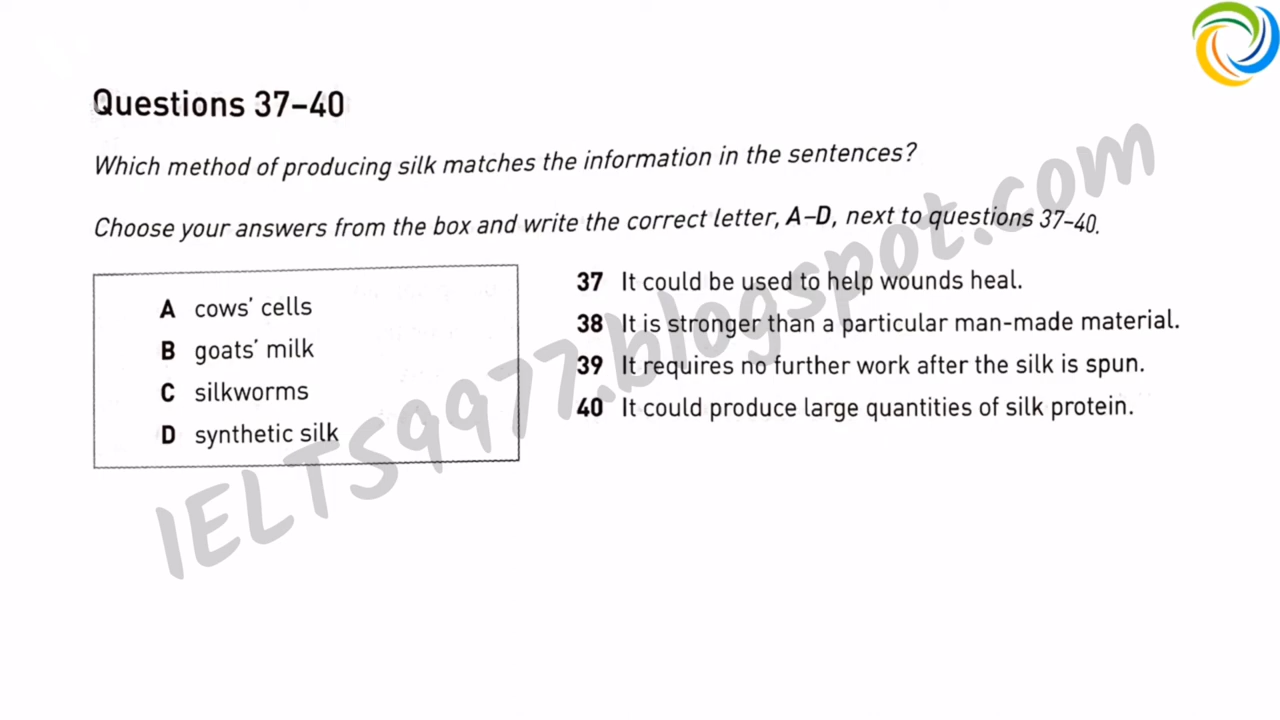 Questions 37–40
Which method of producing silk matches the information in the sentences?
Choose your answers from the box and write the correct letter, A–D, next to questions 37–40.
A cows' cells
B goats' milk
C silkworms
D synthetic silk
37 It could be used to help wounds heal.
38 It is stronger than a particular man-made material.
39 It requires no further work after the silk is spun.
40 It could produce large quantities of silk protein.
IELTS9977.blogspot.com